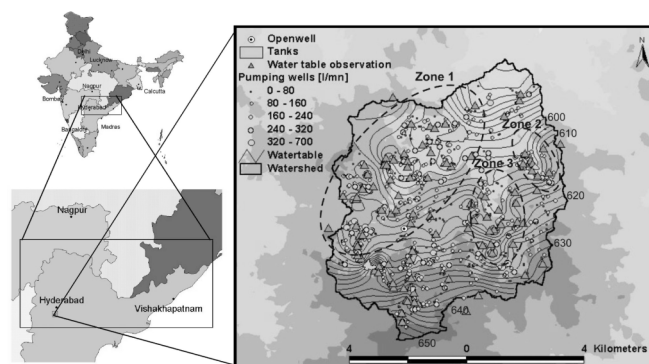 Delhi
Lucknow
Nagpur
Calcutta
Bombay
Hyderabad
Bangalore
Madras
Nagpur
Hyderabad
Vishakhapatnam
Openwell
Tanks
Water table observation
Pumping wells [l/mn]
0 - 80
80 - 160
160 - 240
240 - 320
320 - 700
Watertable
Watershed
N
Zone 1
Zone 2
Zone 3
600
610
620
630
640
650
4 0 4 Kilometers